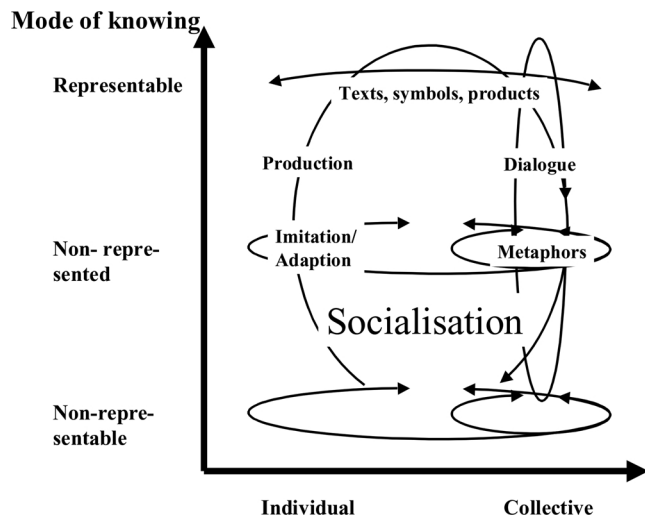 Mode of knowing
Representable
Texts, symbols, products
Production
Dialogue
Non- repre-
sented
Imitation/
Adaption
Metaphors
Socialisation
Non-repre-
sentable
Individual
Collective